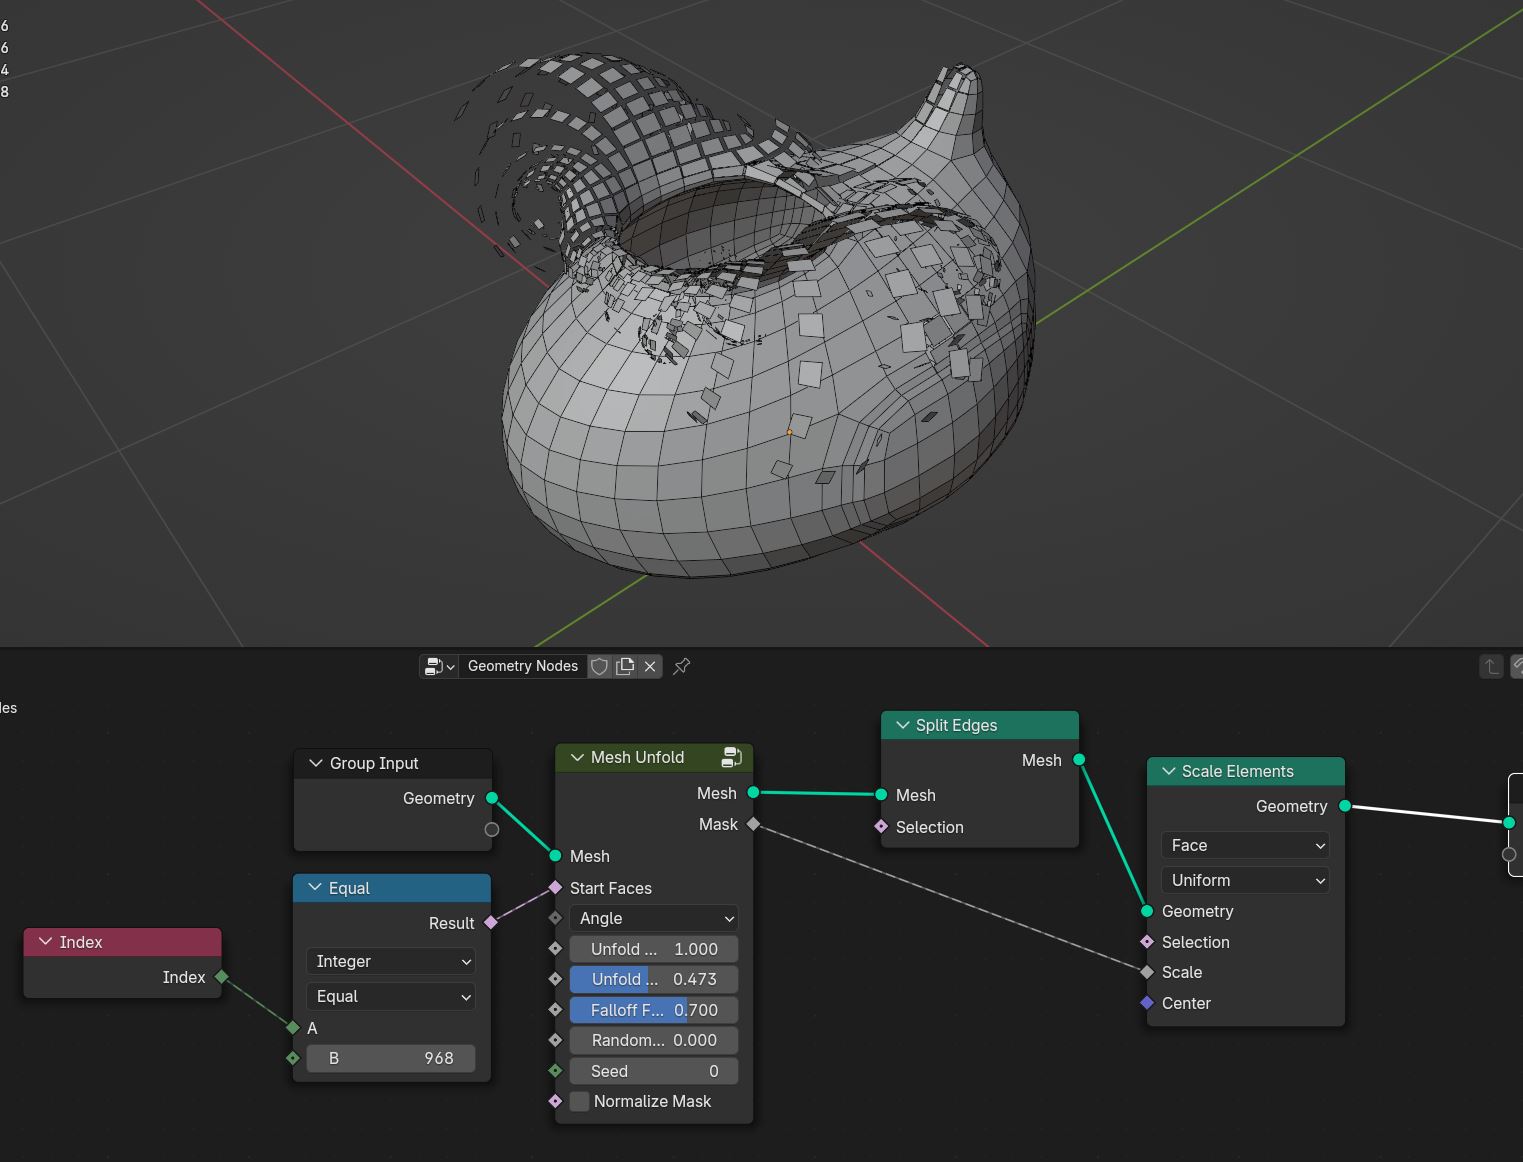 6
6
4
8
Geometry Nodes
des
Group Input
Geometry
Equal
Result
Integer
Equal
A
B 968
Index
Index
Mesh Unfold
Mesh
Mask
Mesh
Start Faces
Angle
Unfold ... 1.000
Unfold ... 0.473
Falloff F... 0.700
Random... 0.000
Seed 0
Normalize Mask
Split Edges
Mesh
Mesh
Selection
Scale Elements
Geometry
Face
Uniform
Geometry
Selection
Scale
Center